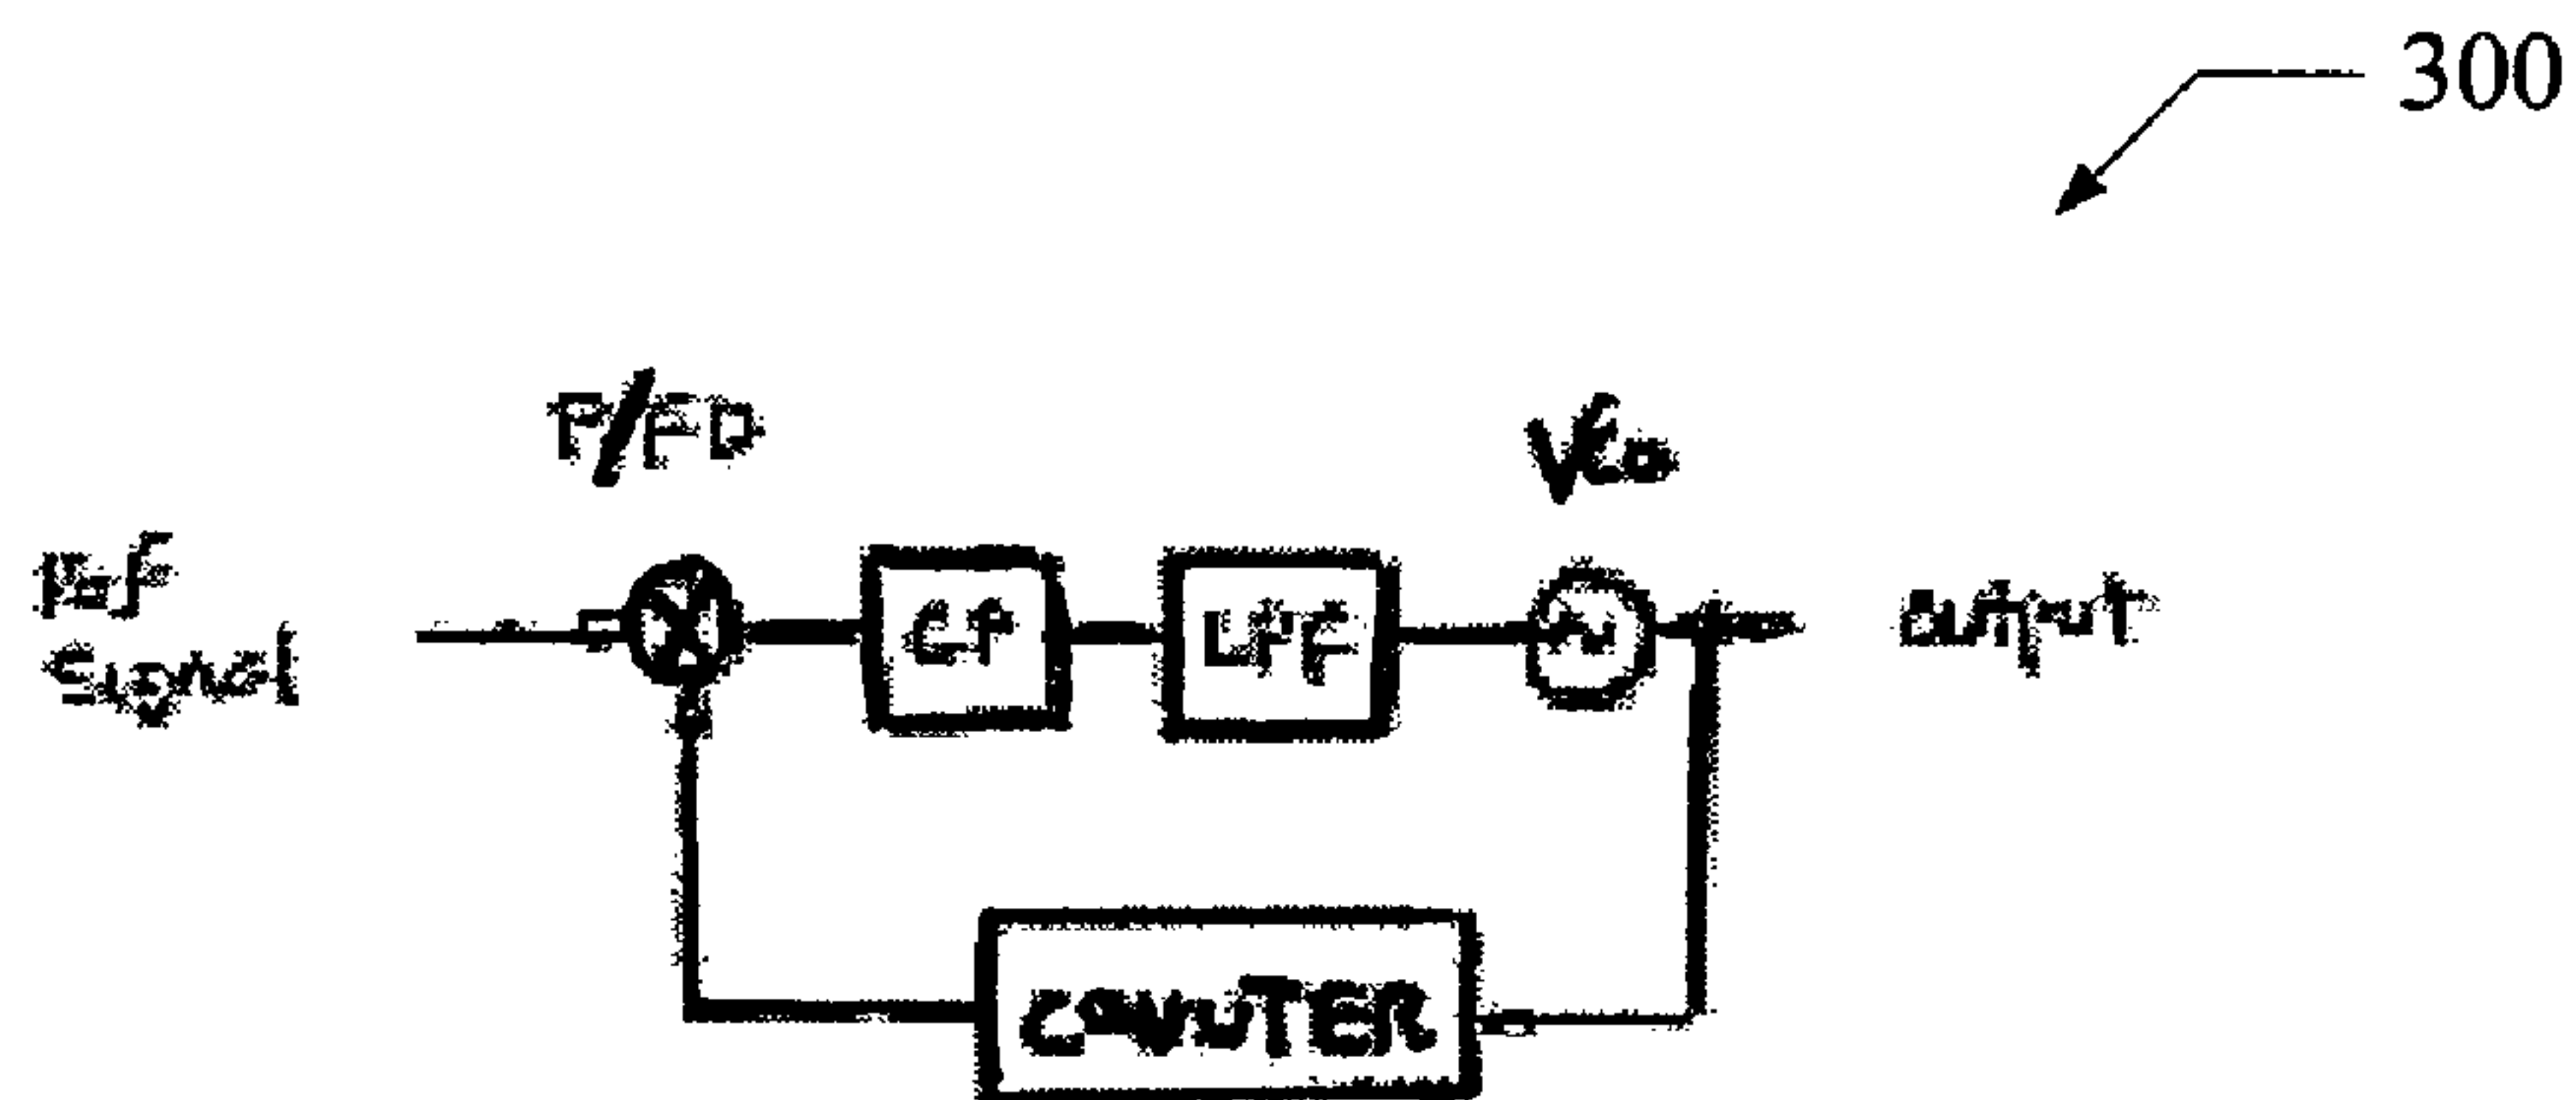 300
P/FD
VCO
Ref
Signal
CP
LPF
output
COUNTER